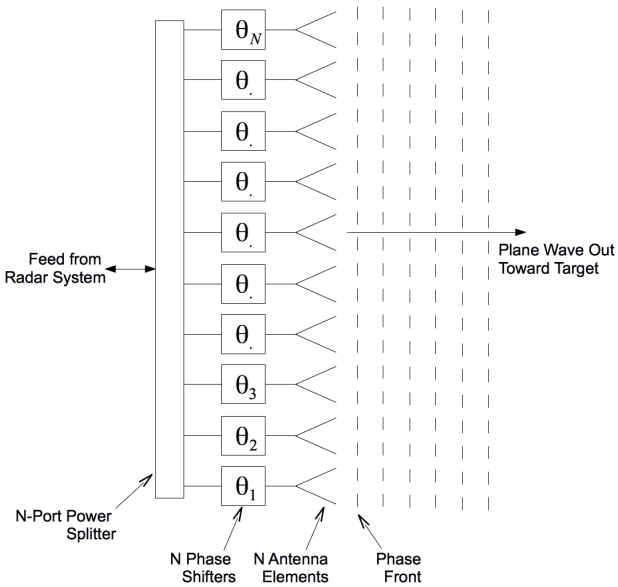 θN
θ.
θ.
θ.
θ.
θ.
θ.
θ3
θ2
θ1
Feed from
Radar System
Plane Wave Out
Toward Target
N-Port Power
Splitter
N Phase
Shifters
N Antenna
Elements
Phase
Front